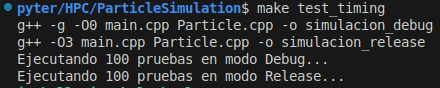 pyter/HPC/ParticleSimulation$ make test_timing
g++ -g -O0 main.cpp Particle.cpp -o simulacion_debug
g++ -O3 main.cpp Particle.cpp -o simulacion_release
Ejecutando 100 pruebas en modo Debug...
Ejecutando 100 pruebas en modo Release...